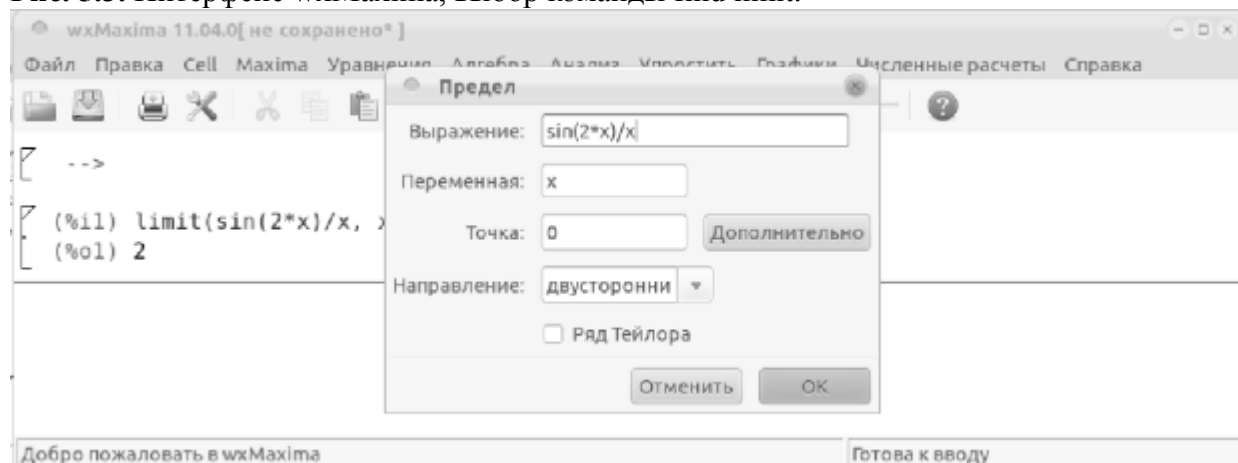 wxMaxima 11.04.0[ не сохранено* ]
Файл Правка Cell Maxima Уравнения Алгебра Анализ Упростить Графики Численные расчеты Справка
Предел
Выражение: sin(2*x)/x
-->
Переменная: x
(%i1) limit(sin(2*x)/x,
Точка: 0 Дополнительно
(%o1) 2
Направление: двусторонни
Ряд Тейлора
Отменить OK
Добро пожаловать в wxMaxima Готова к вводу